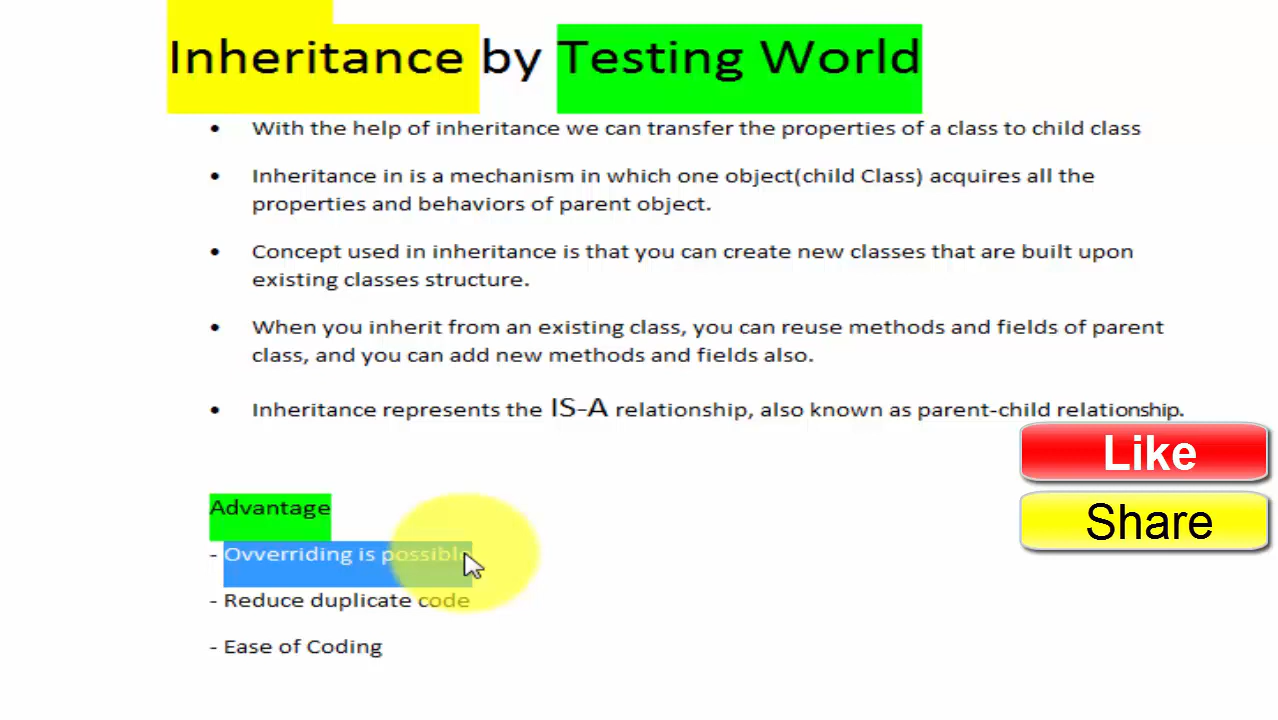 Inheritance by Testing World
• With the help of inheritance we can transfer the properties of a class to child class
• Inheritance in is a mechanism in which one object(child Class) acquires all the
properties and behaviors of parent object.
• Concept used in inheritance is that you can create new classes that are built upon
existing classes structure.
• When you inherit from an existing class, you can reuse methods and fields of parent
class, and you can add new methods and fields also.
• Inheritance represents the IS-A relationship, also known as parent-child relationship.
Like
Share
Advantage
- Ovverriding is possible
- Reduce duplicate code
- Ease of Coding